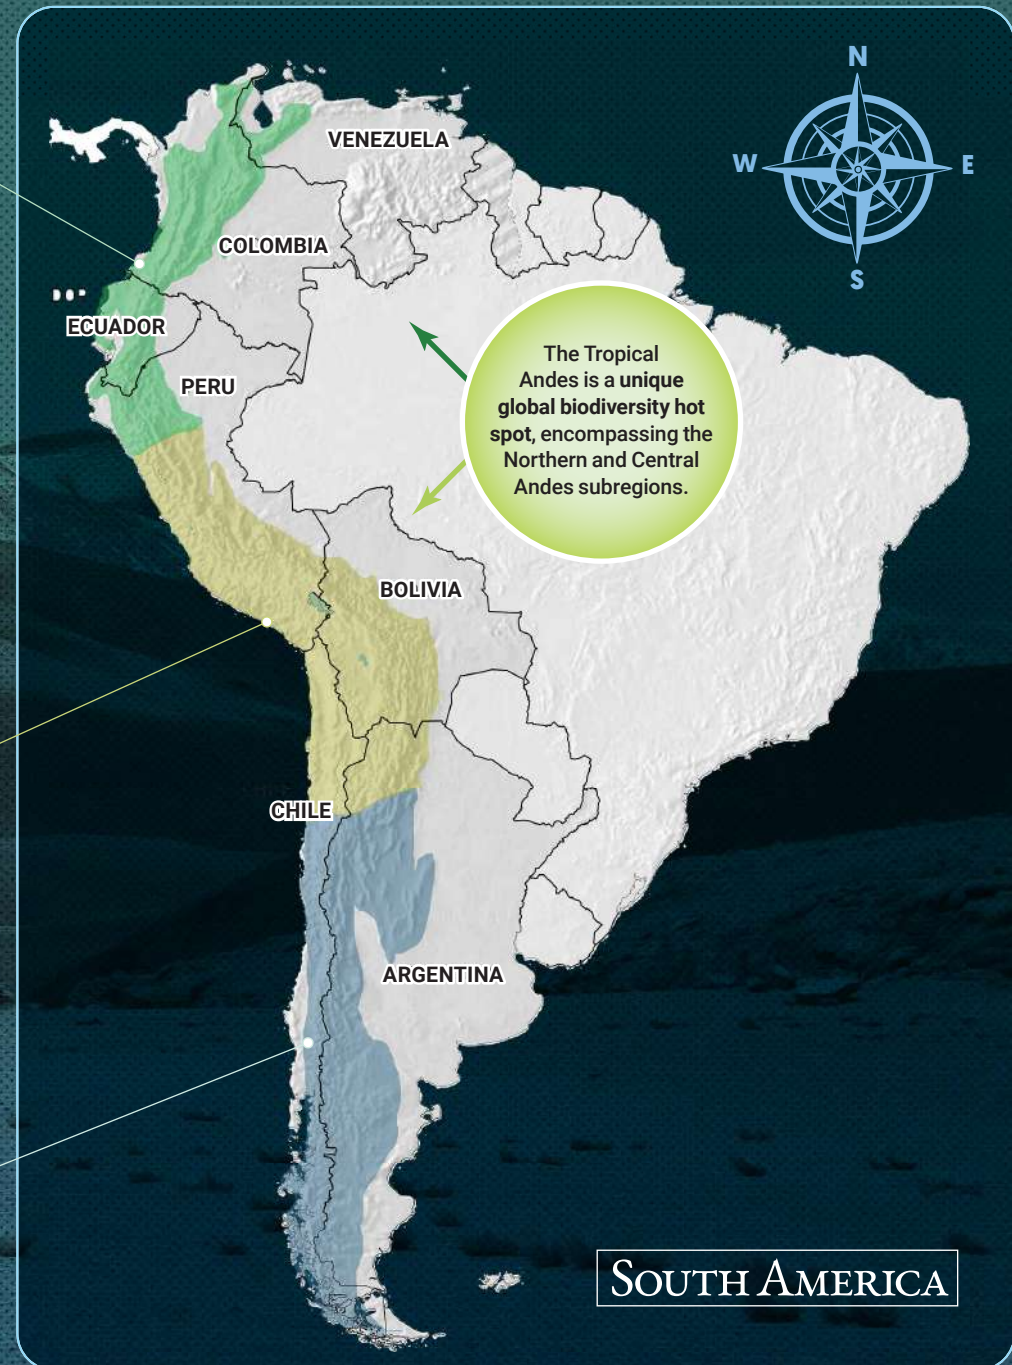 N
W
E
S
VENEZUELA
COLOMBIA
ECUADOR
PERU
The Tropical
Andes is a unique
global biodiversity hot
spot, encompassing the
Northern and Central
Andes subregions.
BOLIVIA
CHILE
ARGENTINA
SOUTH AMERICA